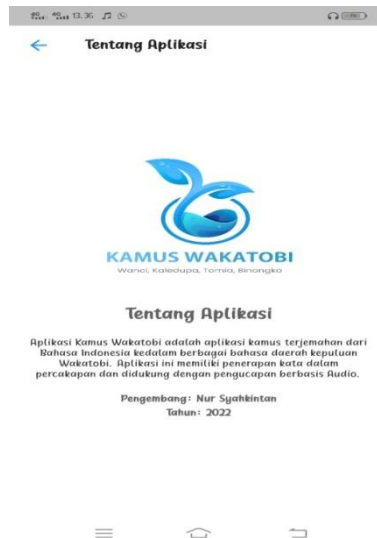 13.36
Tentang Aplikasi
KAMUS WAKATOBI
Wanci, Kaledupa, Tomia, Binongko
Tentang Aplikasi
Aplikasi Kamus Wakatobi adalah aplikasi kamus terjemahan dari
Bahasa Indonesia kedalam berbagai bahasa daerah kepuluan
Wakatobi. Aplikasi ini memiliki penerapan kata dalam
percakapan dan didukung dengan pengucapan berbasis Audio.
Pengembang: Nur Syahkintan
Tahun: 2022